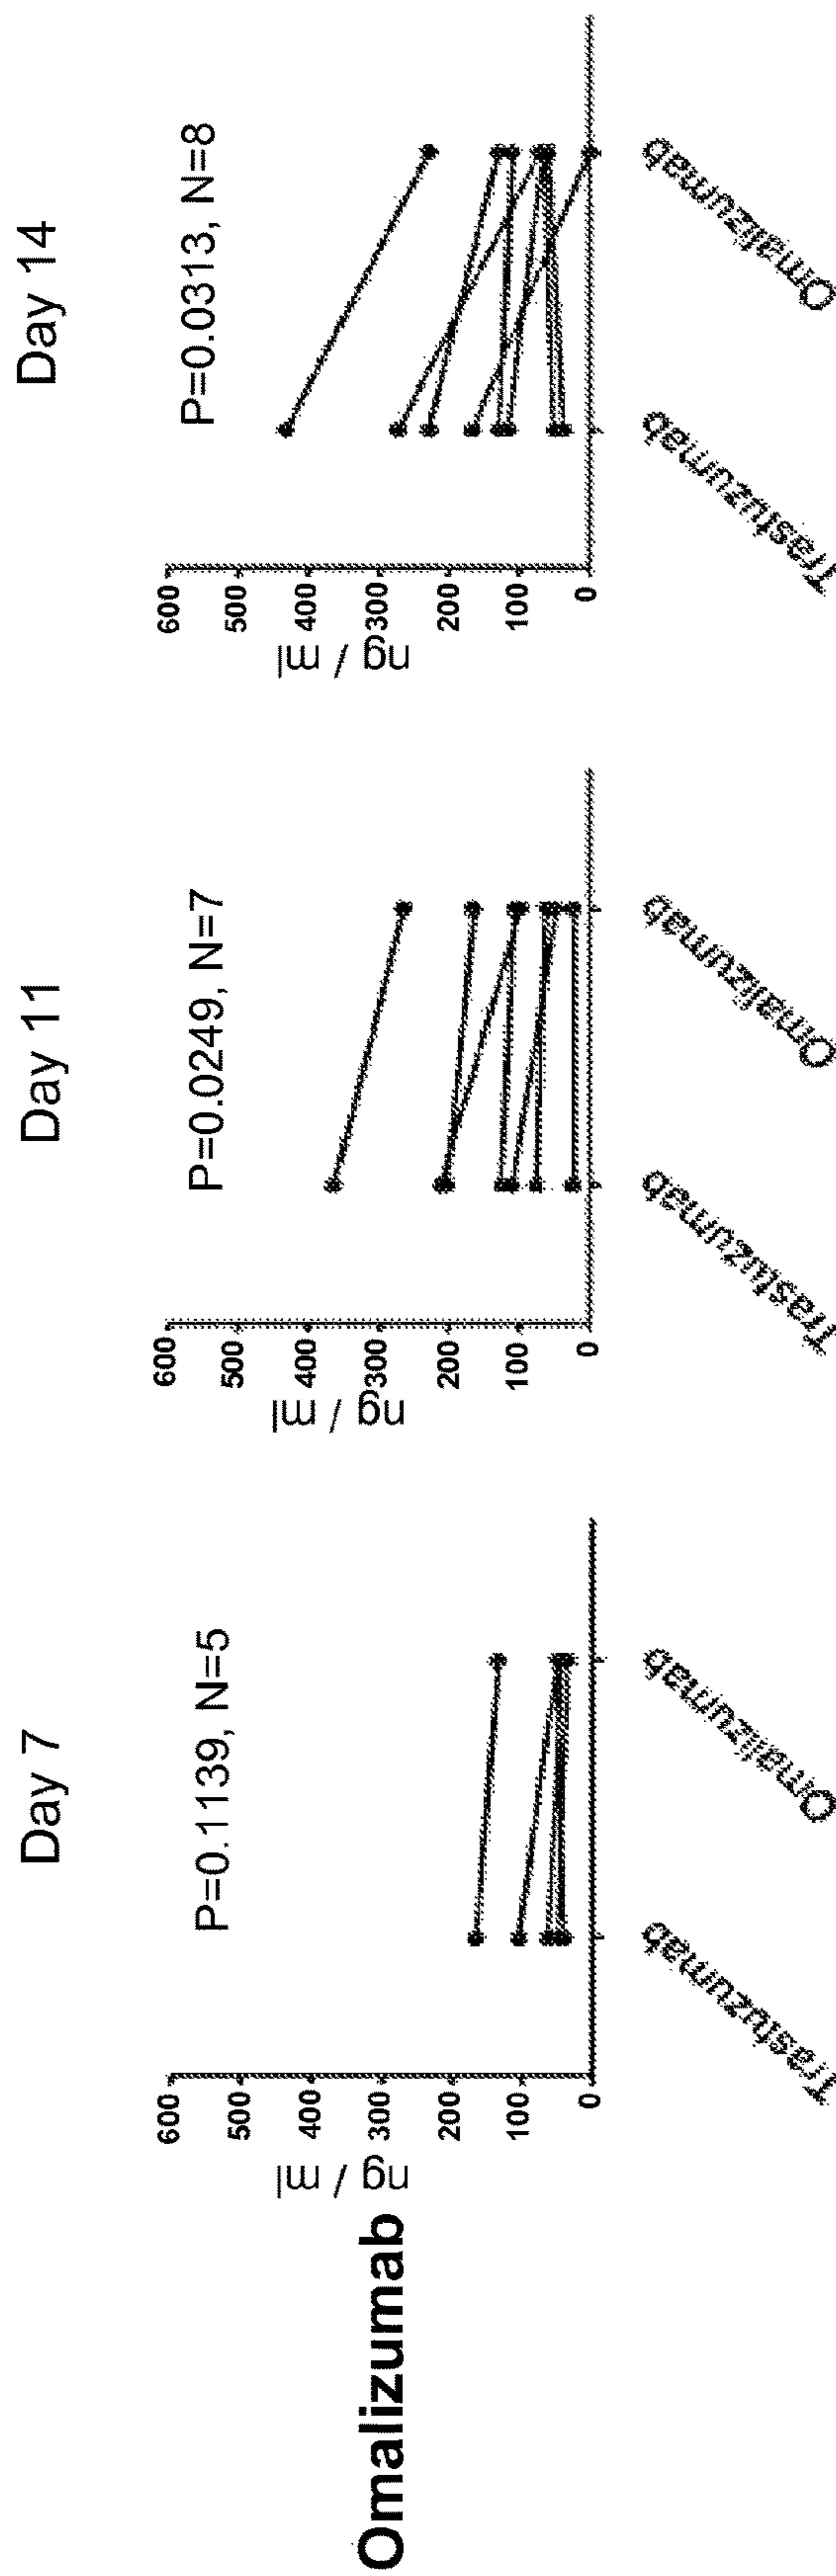 Omalizumab
Day 7
P=0.1139, N=5
ng / ml
600
500
400
300
200
100
0
Trastuzumab
Omalizumab
Day 11
P=0.0249, N=7
ng / ml
600
500
400
300
200
100
0
Trastuzumab
Omalizumab
Day 14
P=0.0313, N=8
ng / ml
600
500
400
300
200
100
0
Trastuzumab
Omalizumab